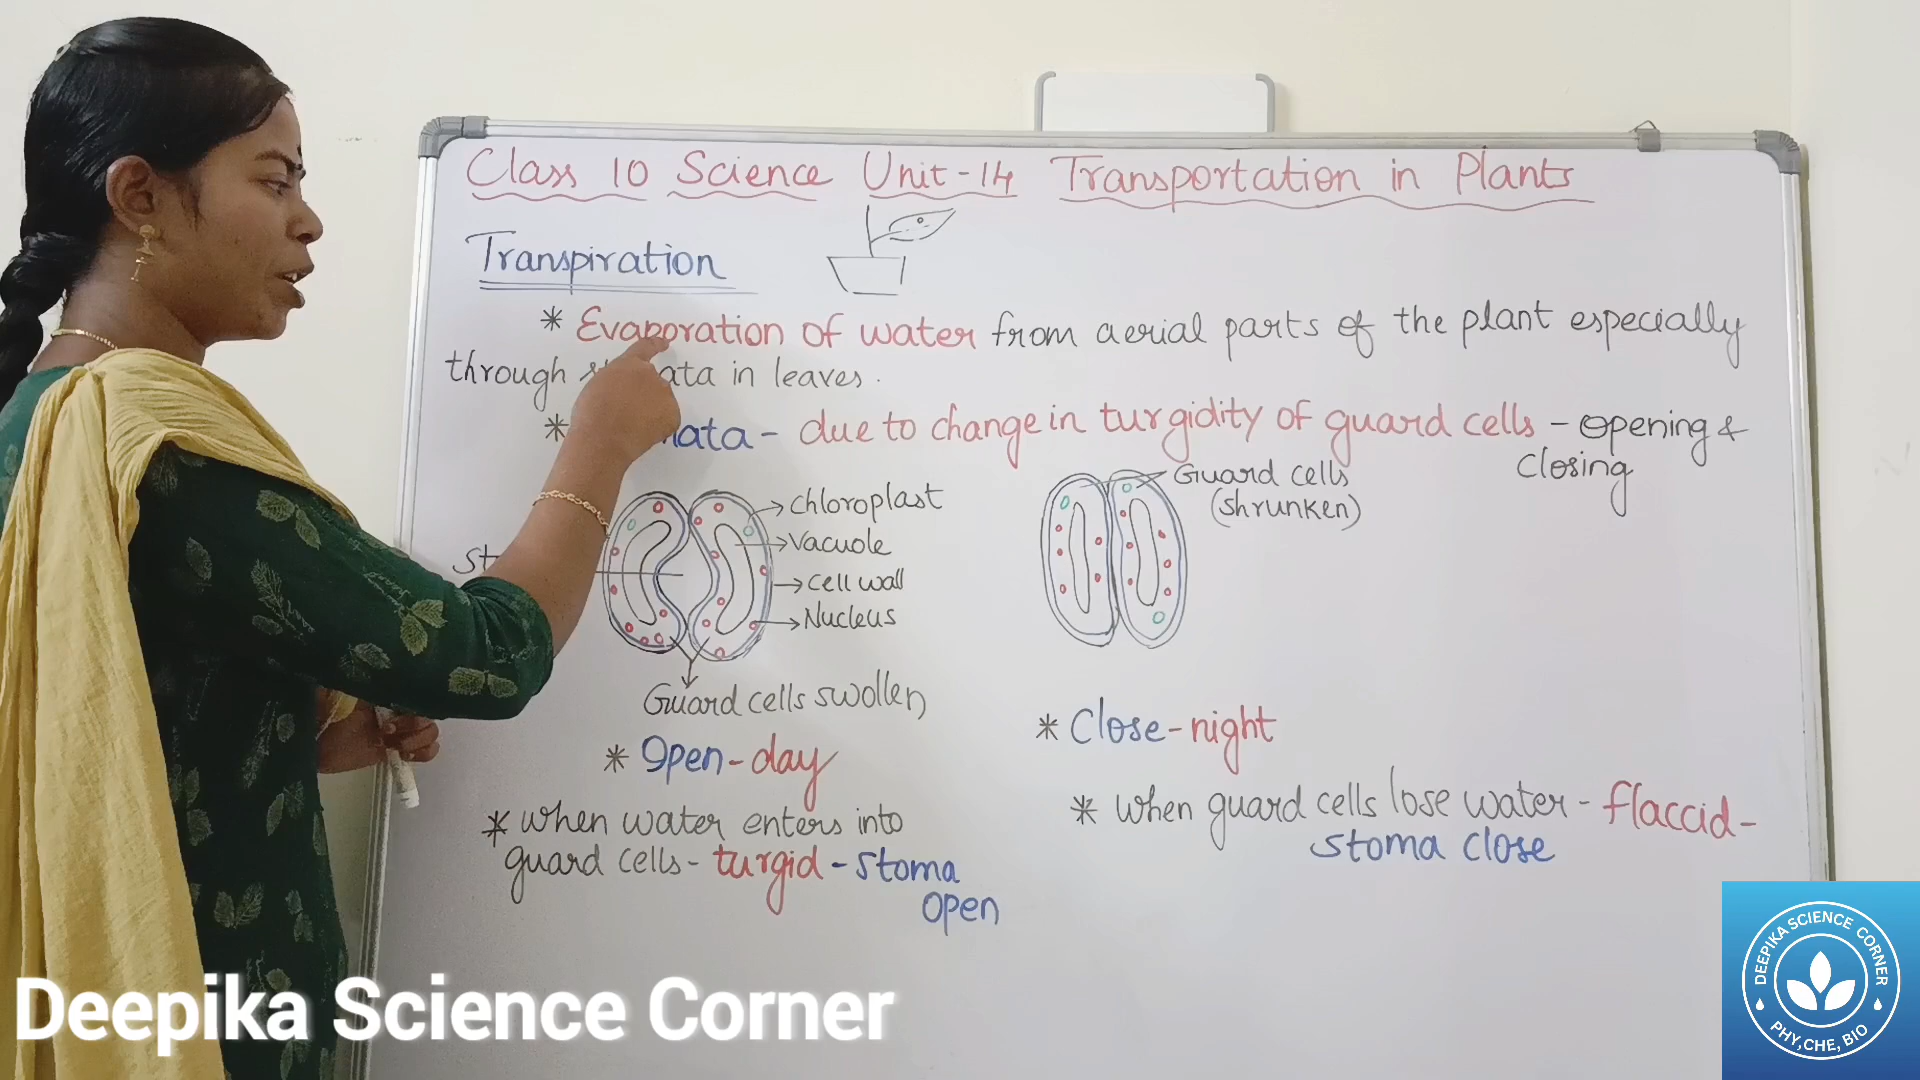 Class 10 Science Unit-14 Transportation in Plants
Transpiration
* Evaporation of water from aerial parts of the plant especially
through in leaves.
* - due to change in turgidity of guard cells - opening &
closing
Chloroplast
Vacuole
cell wall
Nucleus
Guard cells swollen
Guard cells
(shrunken)
* Open-day
* when water enters into
guard cells - turgid - stoma
open
* Close-night
* when guard cells lose water - flaccid -
stoma close
Deepika Science Corner
DEEPIKA SCIENCE CORNER
PHY, CHE, BIO